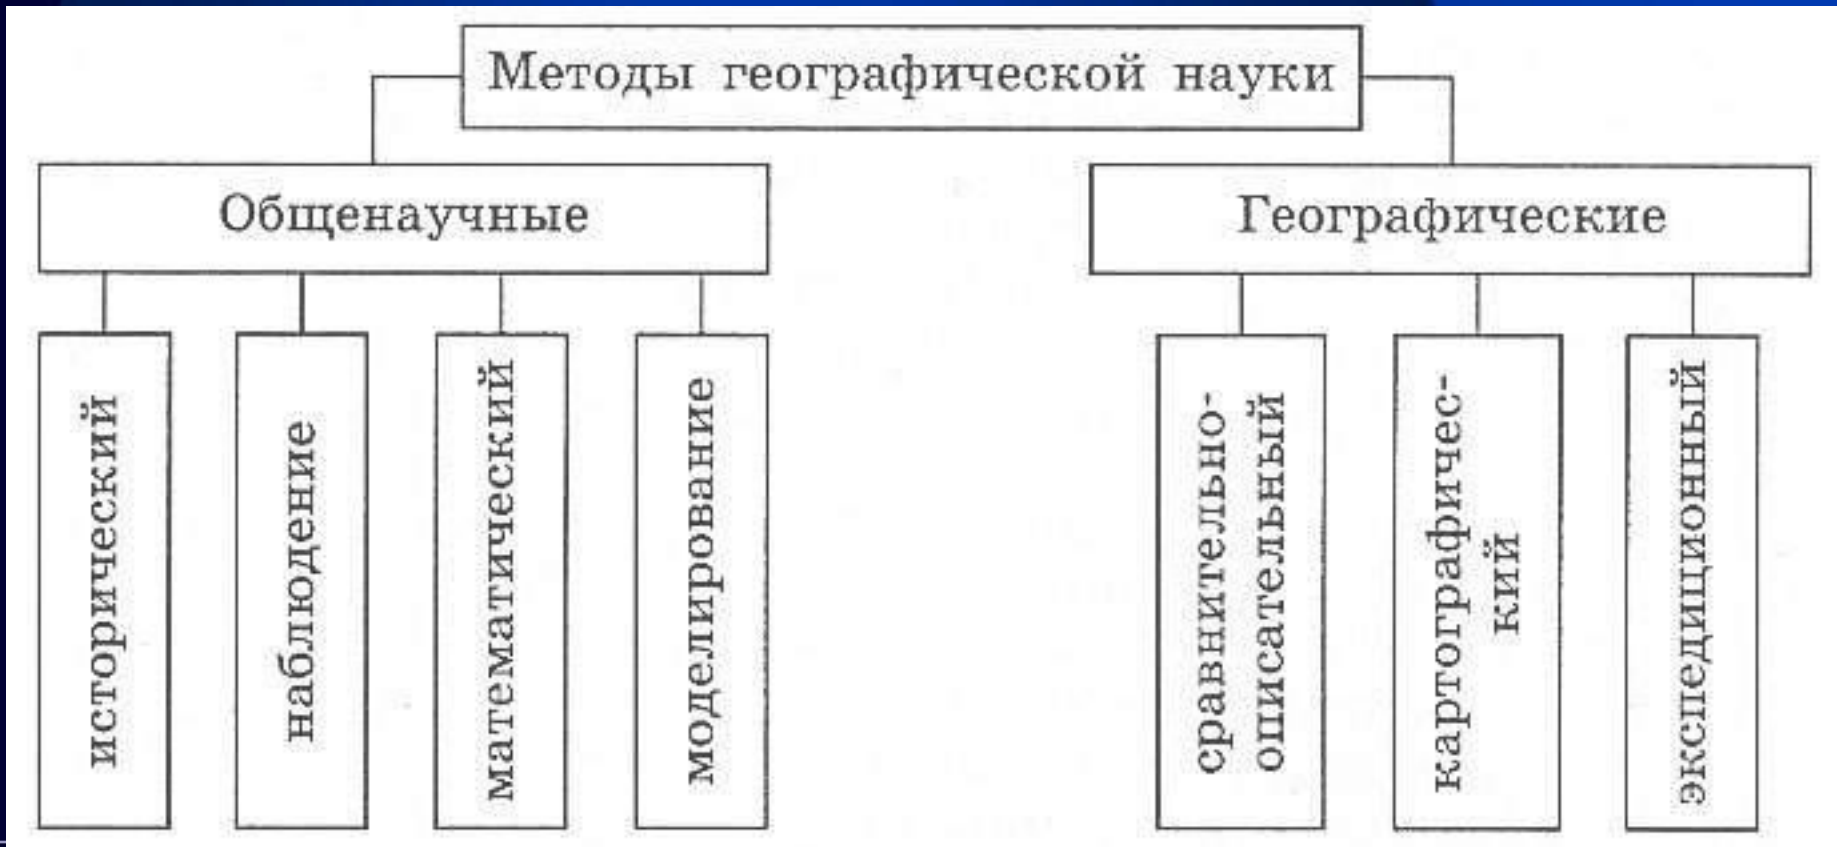 Методы географической науки
Общенаучные
Географические
исторический
наблюдение
математический
моделирование
сравнительно-
описательный
картографичес-
кий
экспедиционный